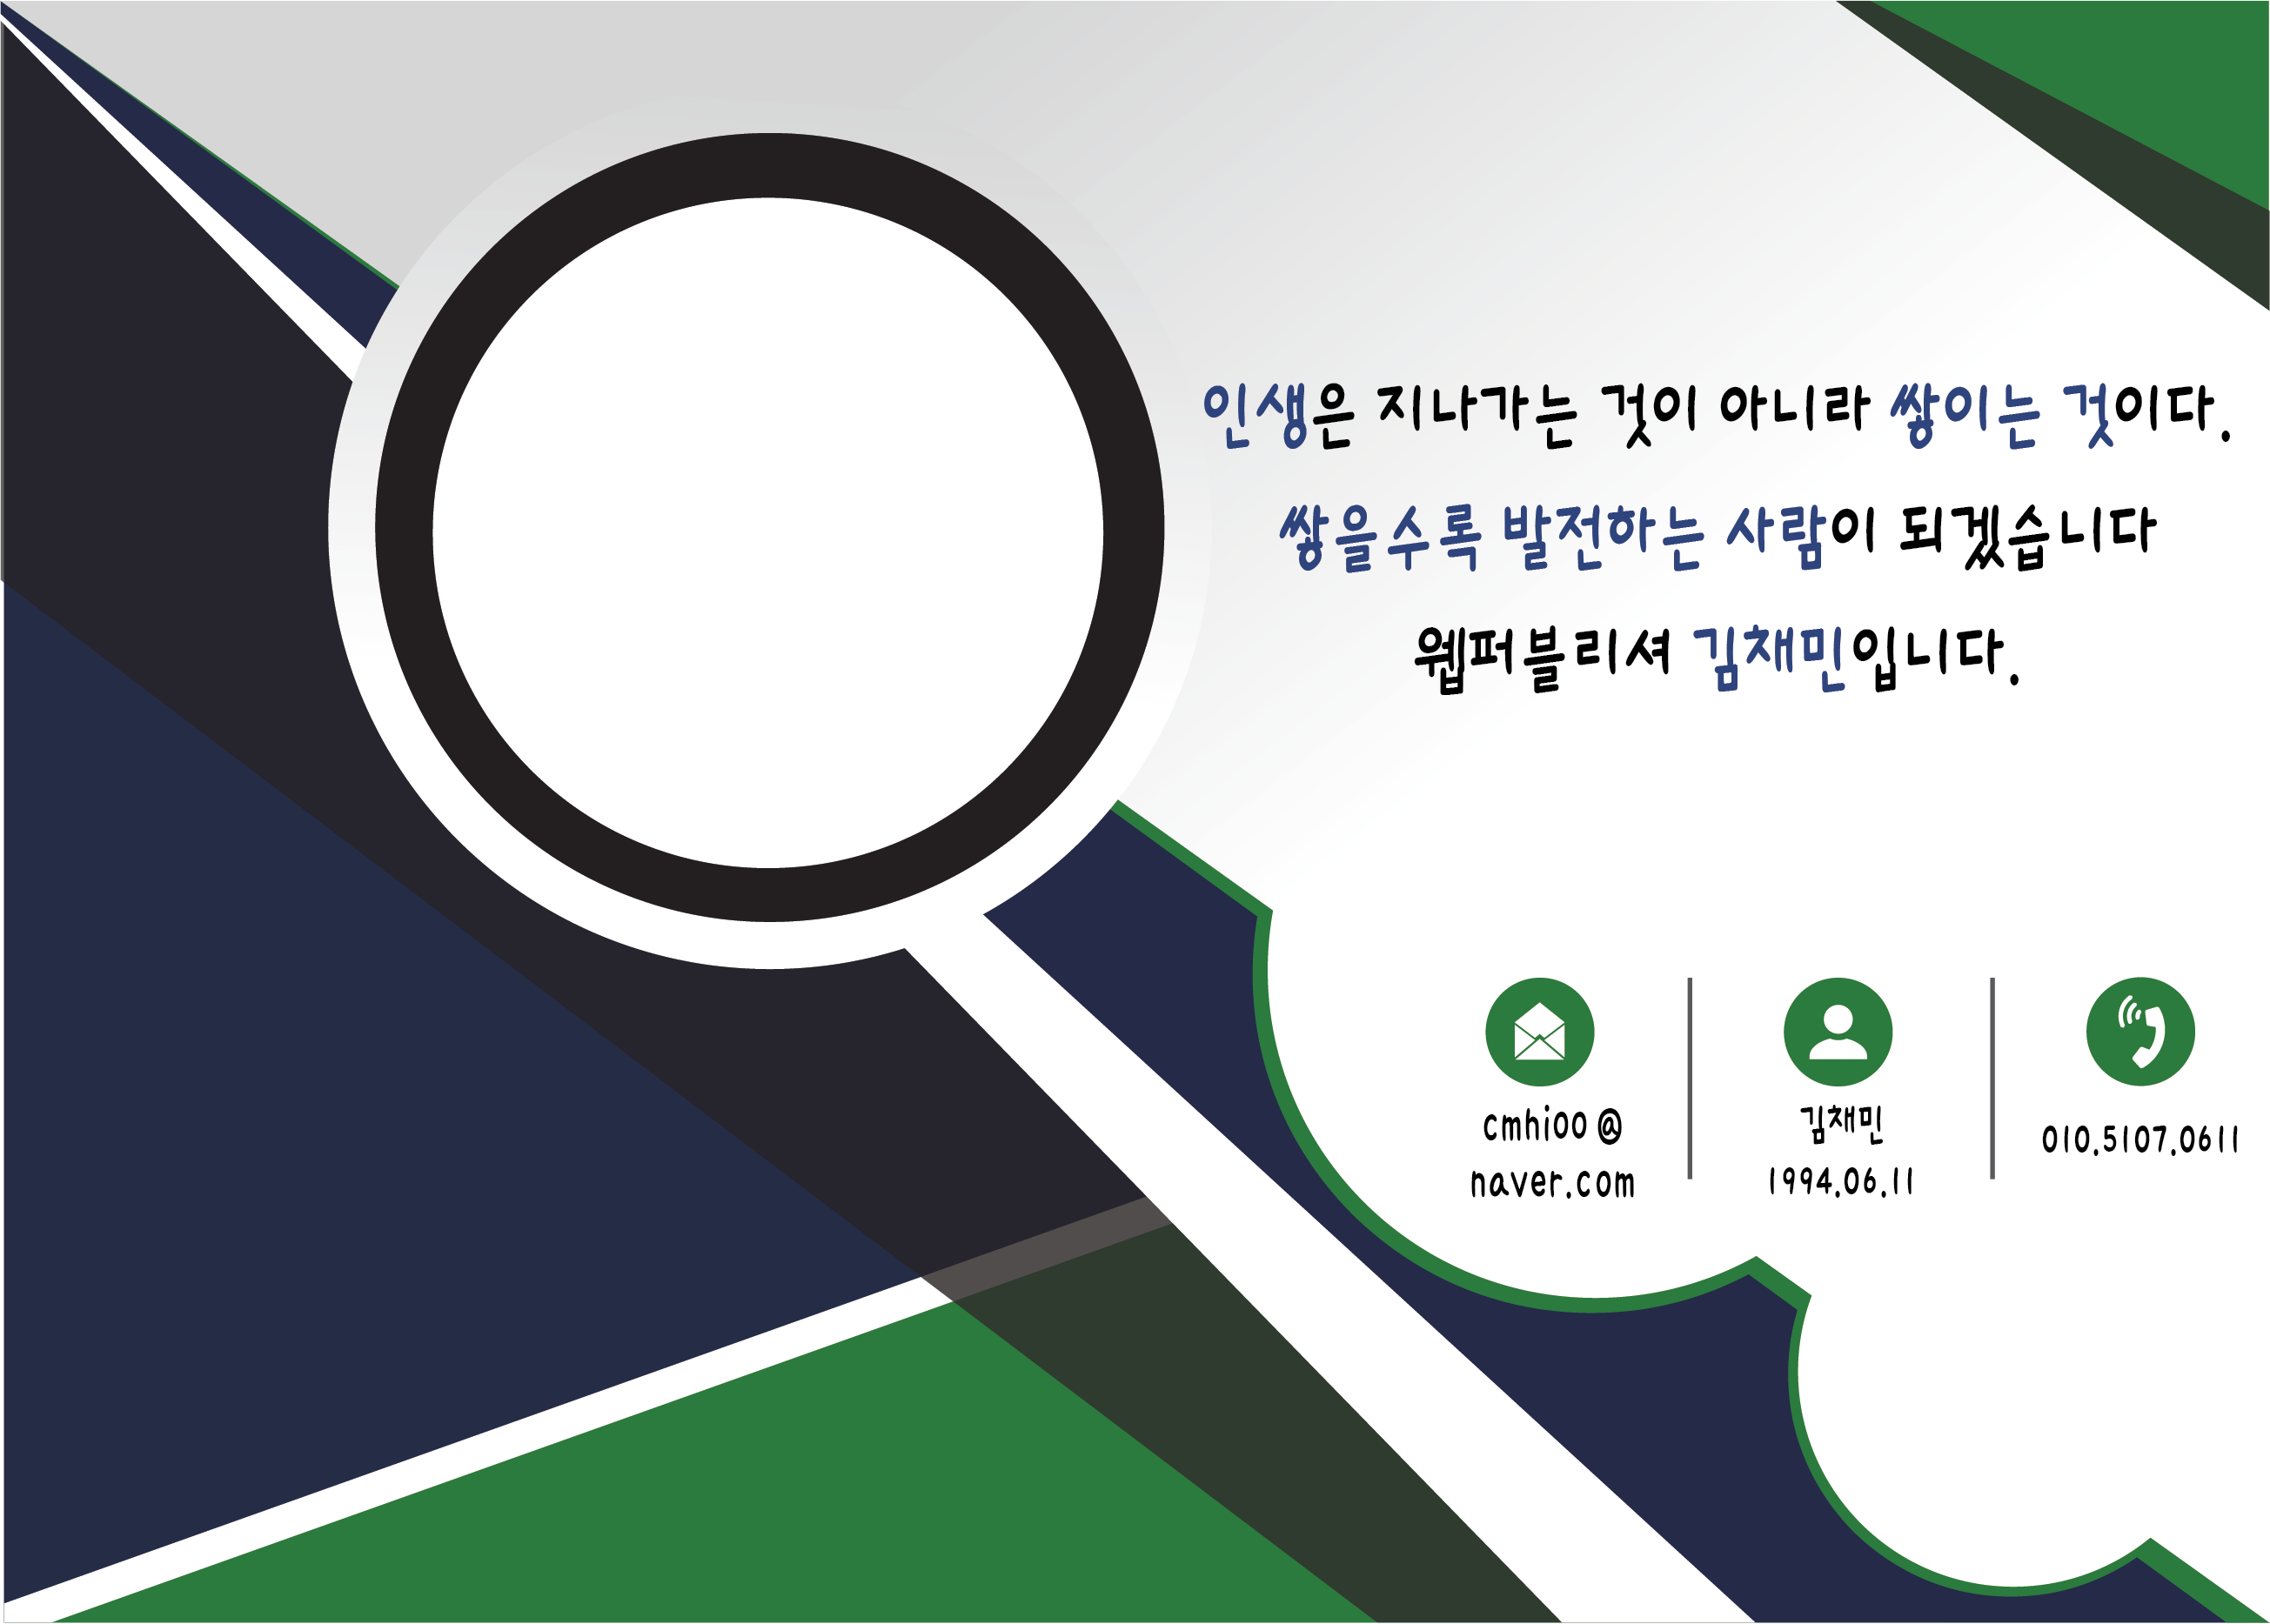 인생은 지나가는 것이 아니라 쌓이는 것이다.
쌓을수록 발전하는 사람이 되겠습니다
웹퍼블리셔 김채민입니다.
cmhi00 @
naver.com
김채민
1994.06.11
010.5107.0611